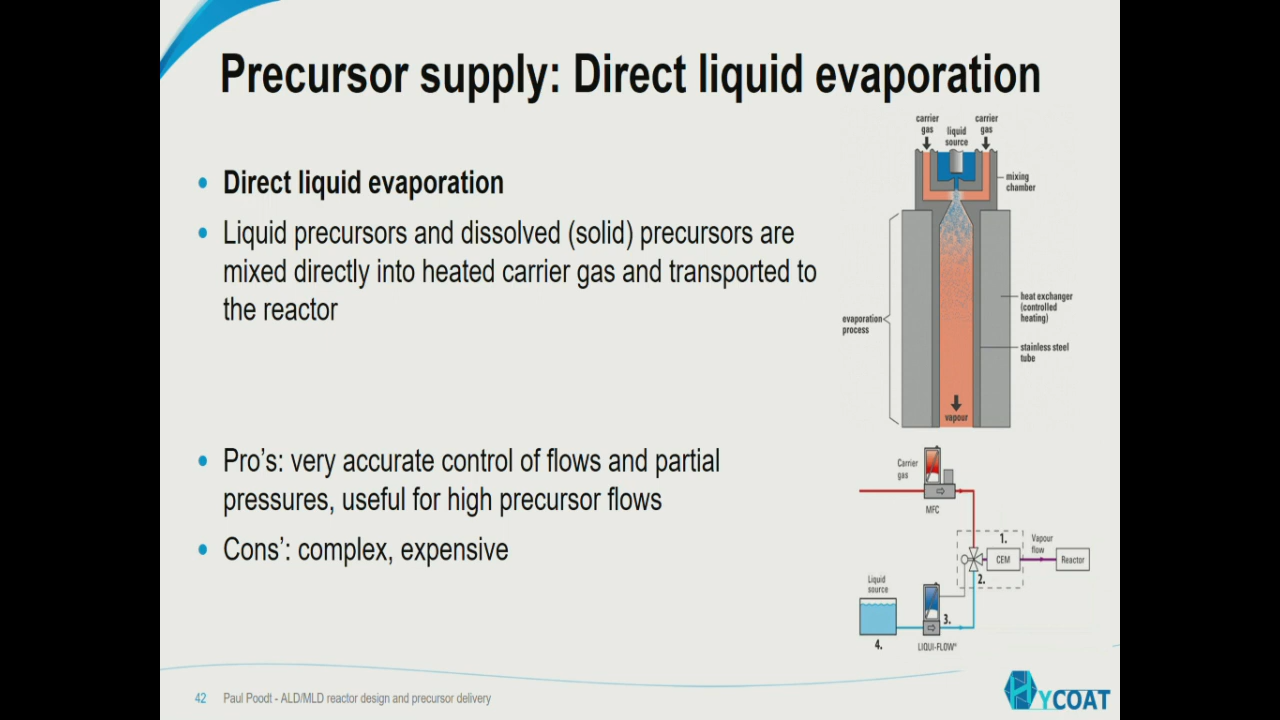 Precursor supply: Direct liquid evaporation
• Direct liquid evaporation
• Liquid precursors and dissolved (solid) precursors are
mixed directly into heated carrier gas and transported to
the reactor
• Pro's: very accurate control of flows and partial
pressures, useful for high precursor flows
• Cons': complex, expensive
carrier
gas
liquid
source
carrier
gas
mixing
chamber
evaporation
process
heat exchanger
(controlled
heating)
stainless steel
tube
vapour
Carrier
gas
MFC
1.
CEM
Vapour
flow
Reactor
2.
Liquid
source
3.
4.
LIQUI-FLOW®
42
Paul Poodt - ALD/MLD reactor design and precursor delivery
HYCOAT